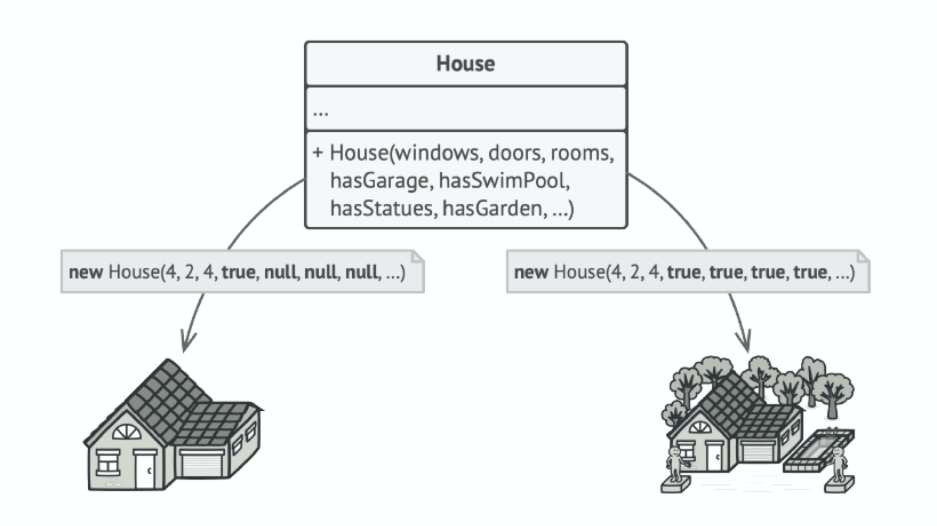 House
...
+ House(windows, doors, rooms,
hasGarage, hasSwimPool,
hasStatues, hasGarden, ...)
new House(4, 2, 4, true, null, null, null, ...)
new House(4, 2, 4, true, true, true, true, ...)